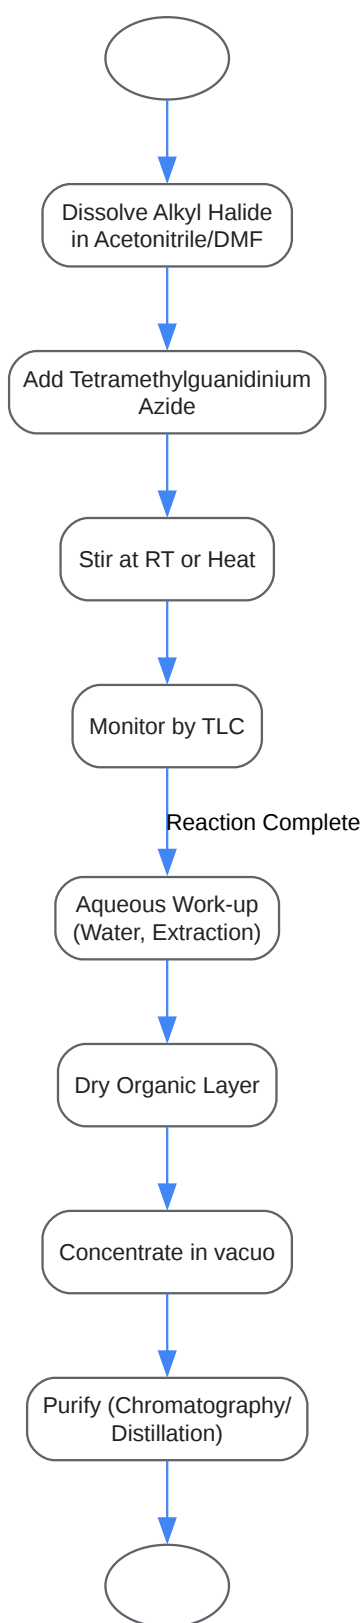 Dissolve Alkyl Halide
in Acetonitrile/DMF
Add Tetramethylguanidinium
Azide
Stir at RT or Heat
Monitor by TLC
Reaction Complete
Aqueous Work-up
(Water, Extraction)
Dry Organic Layer
Concentrate in vacuo
Purify (Chromatography/
Distillation)